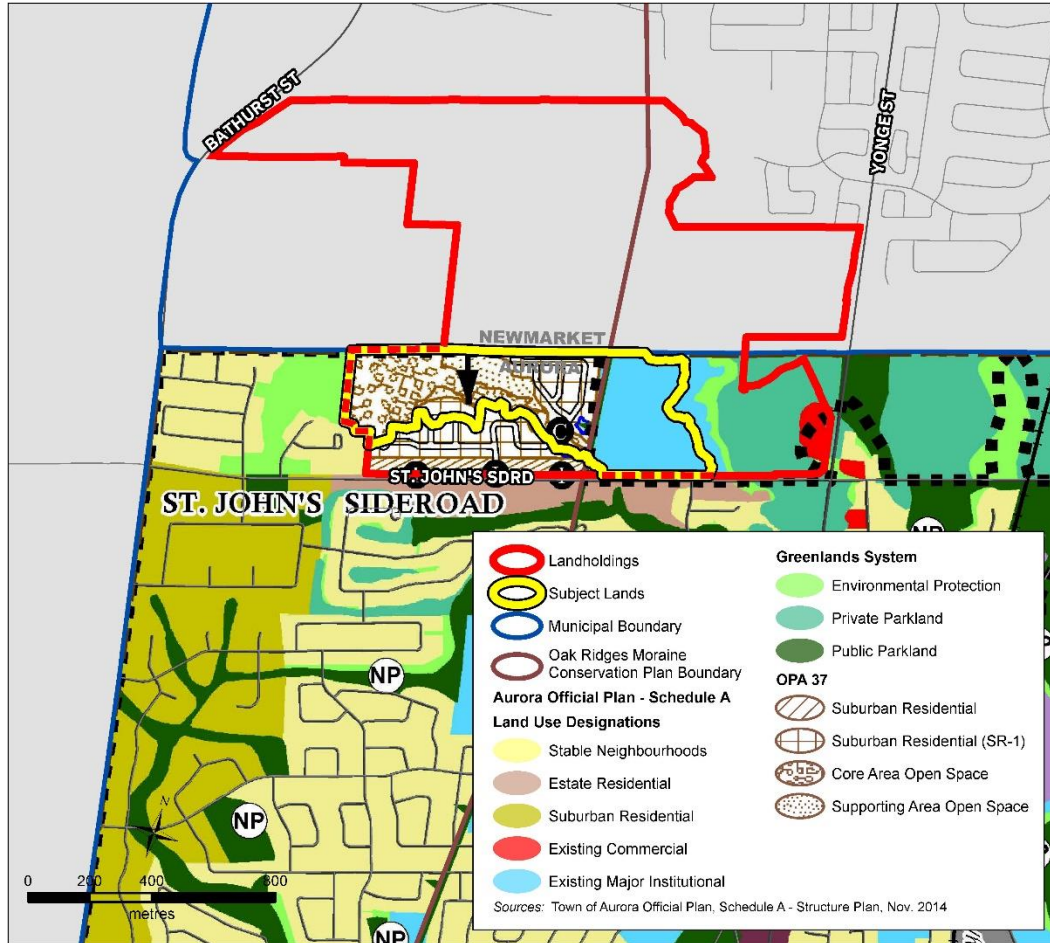 BATHURST ST
YONGE ST
NEWMARKET
AURORA
C
ST. JOHN'S SDRD
ST. JOHN'S SIDEROAD
NP
NP
NP
N
0 200 400 800
metres
Landholdings
Subject Lands
Municipal Boundary
Oak Ridges Moraine
Conservation Plan Boundary
Aurora Official Plan - Schedule A
Land Use Designations
Stable Neighbourhoods
Estate Residential
Suburban Residential
Existing Commercial
Existing Major Institutional
Greenlands System
Environmental Protection
Private Parkland
Public Parkland
OPA 37
Suburban Residential
Suburban Residential (SR-1)
Core Area Open Space
Supporting Area Open Space
Sources: Town of Aurora Official Plan, Schedule A - Structure Plan, Nov. 2014
NP